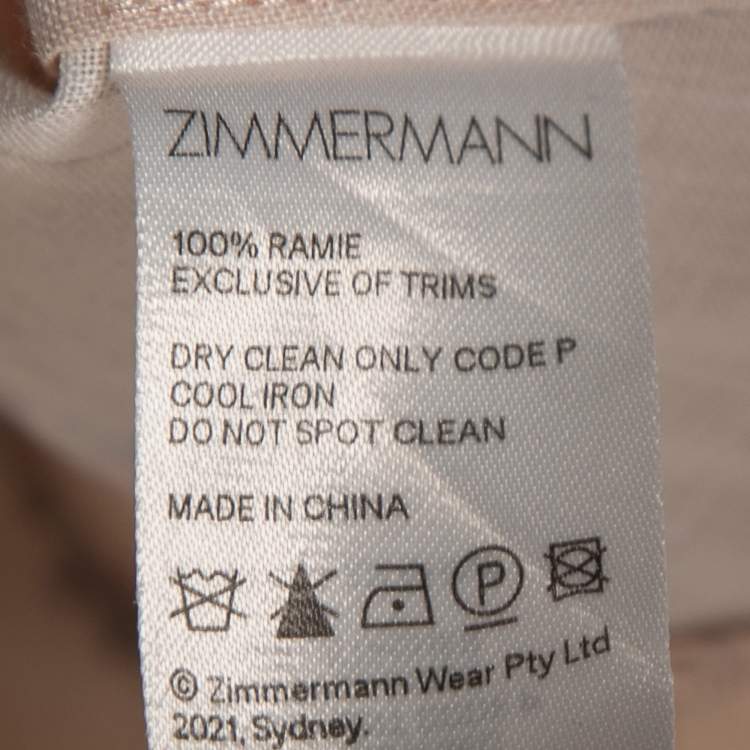 ZIMMERMANN
100% RAMIE
EXCLUSIVE OF TRIMS
DRY CLEAN ONLY CODE P
COOL IRON
DO NOT SPOT CLEAN
MADE IN CHINA
P
© Zimmermann Wear Pty Ltd
2021, Sydney.